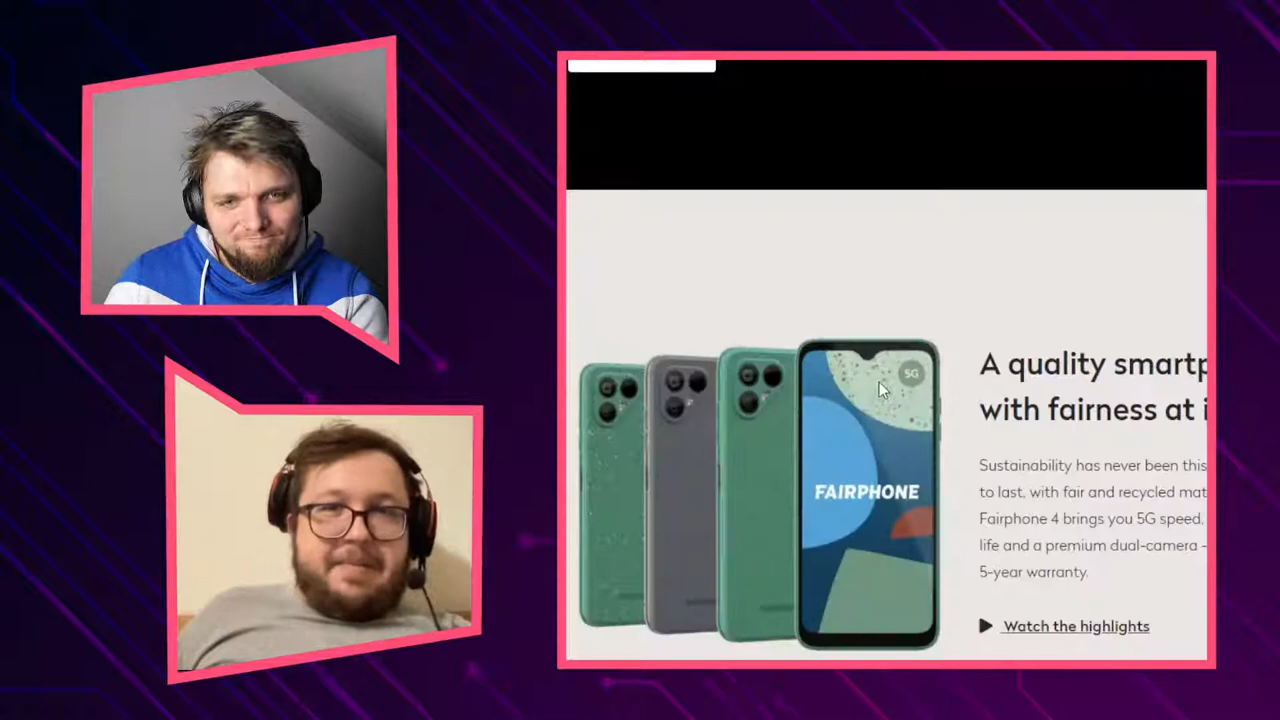 5G
FAIRPHONE
A quality smartp
with fairness at i
Sustainability has never been this
to last, with fair and recycled mat
Fairphone 4 brings you 5G speed,
life and a premium dual-camera -
5-year warranty.
Watch the highlights